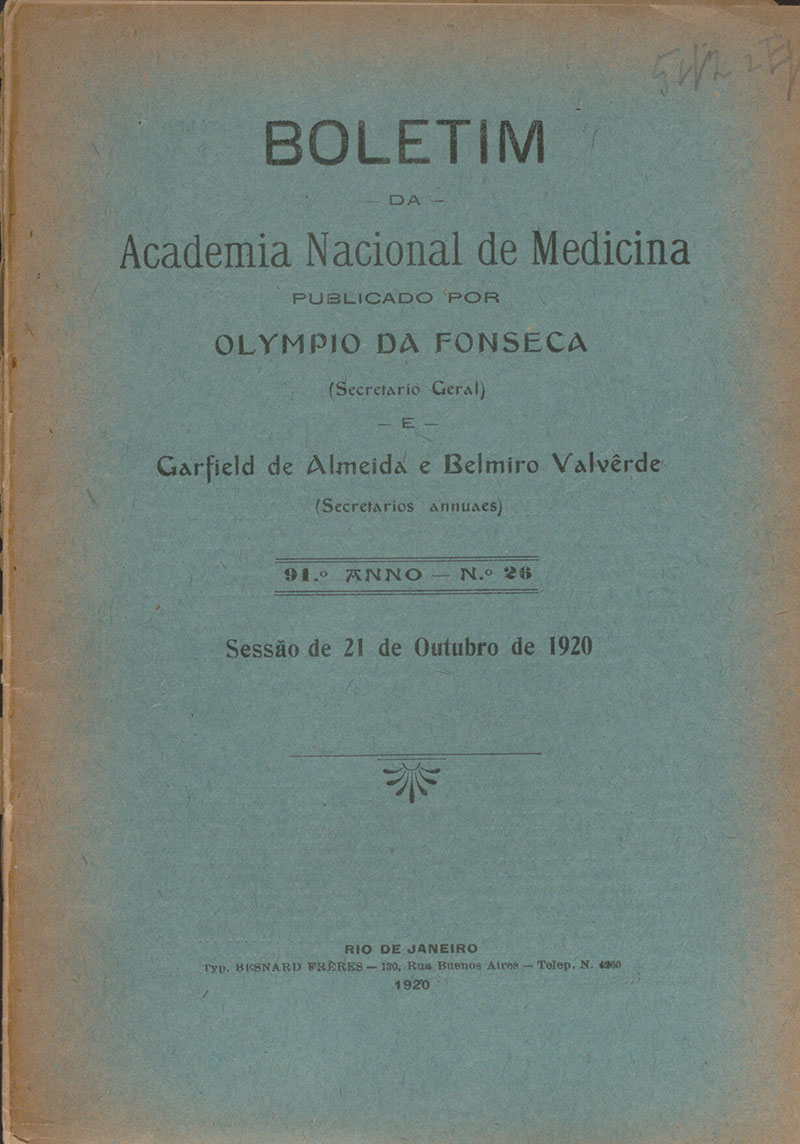 BOLETIM
— DA —
Academia Nacional de Medicina
PUBLICADO POR
OLYMPIO DA FONSECA
(Secretario Geral)
— E —
Garfield de Almeida e Belmiro Valvêrde
(Secretarios annuaes)
91.º ANNO — N.º 26
Sessão de 21 de Outubro de 1920
RIO DE JANEIRO
Typ. BESNARD FRÈRES — 130, Rua Buenos Aires — Telep. N.
1920